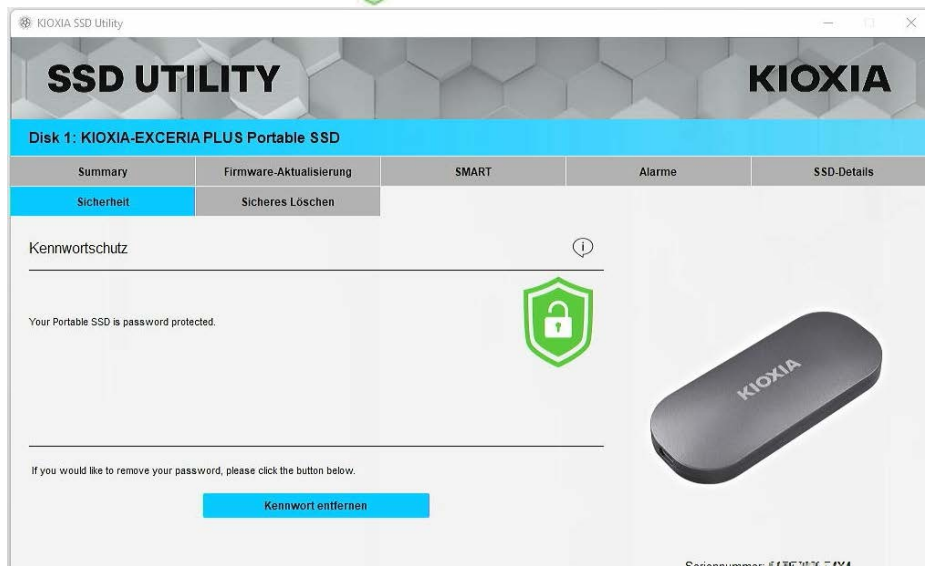 KIOXIA SSD Utility
SSD UTILITY
KIOXIA
Disk 1: KIOXIA-EXCERIA PLUS Portable SSD
Summary
Firmware-Aktualisierung
SMART
Alarme
SSD-Details
Sicherheit
Sicheres Löschen
Kennwortschutz
Your Portable SSD is password protected.
KIOXIA
If you would like to remove your password, please click the button below.
Kennwort entfernen
Seriennummer: